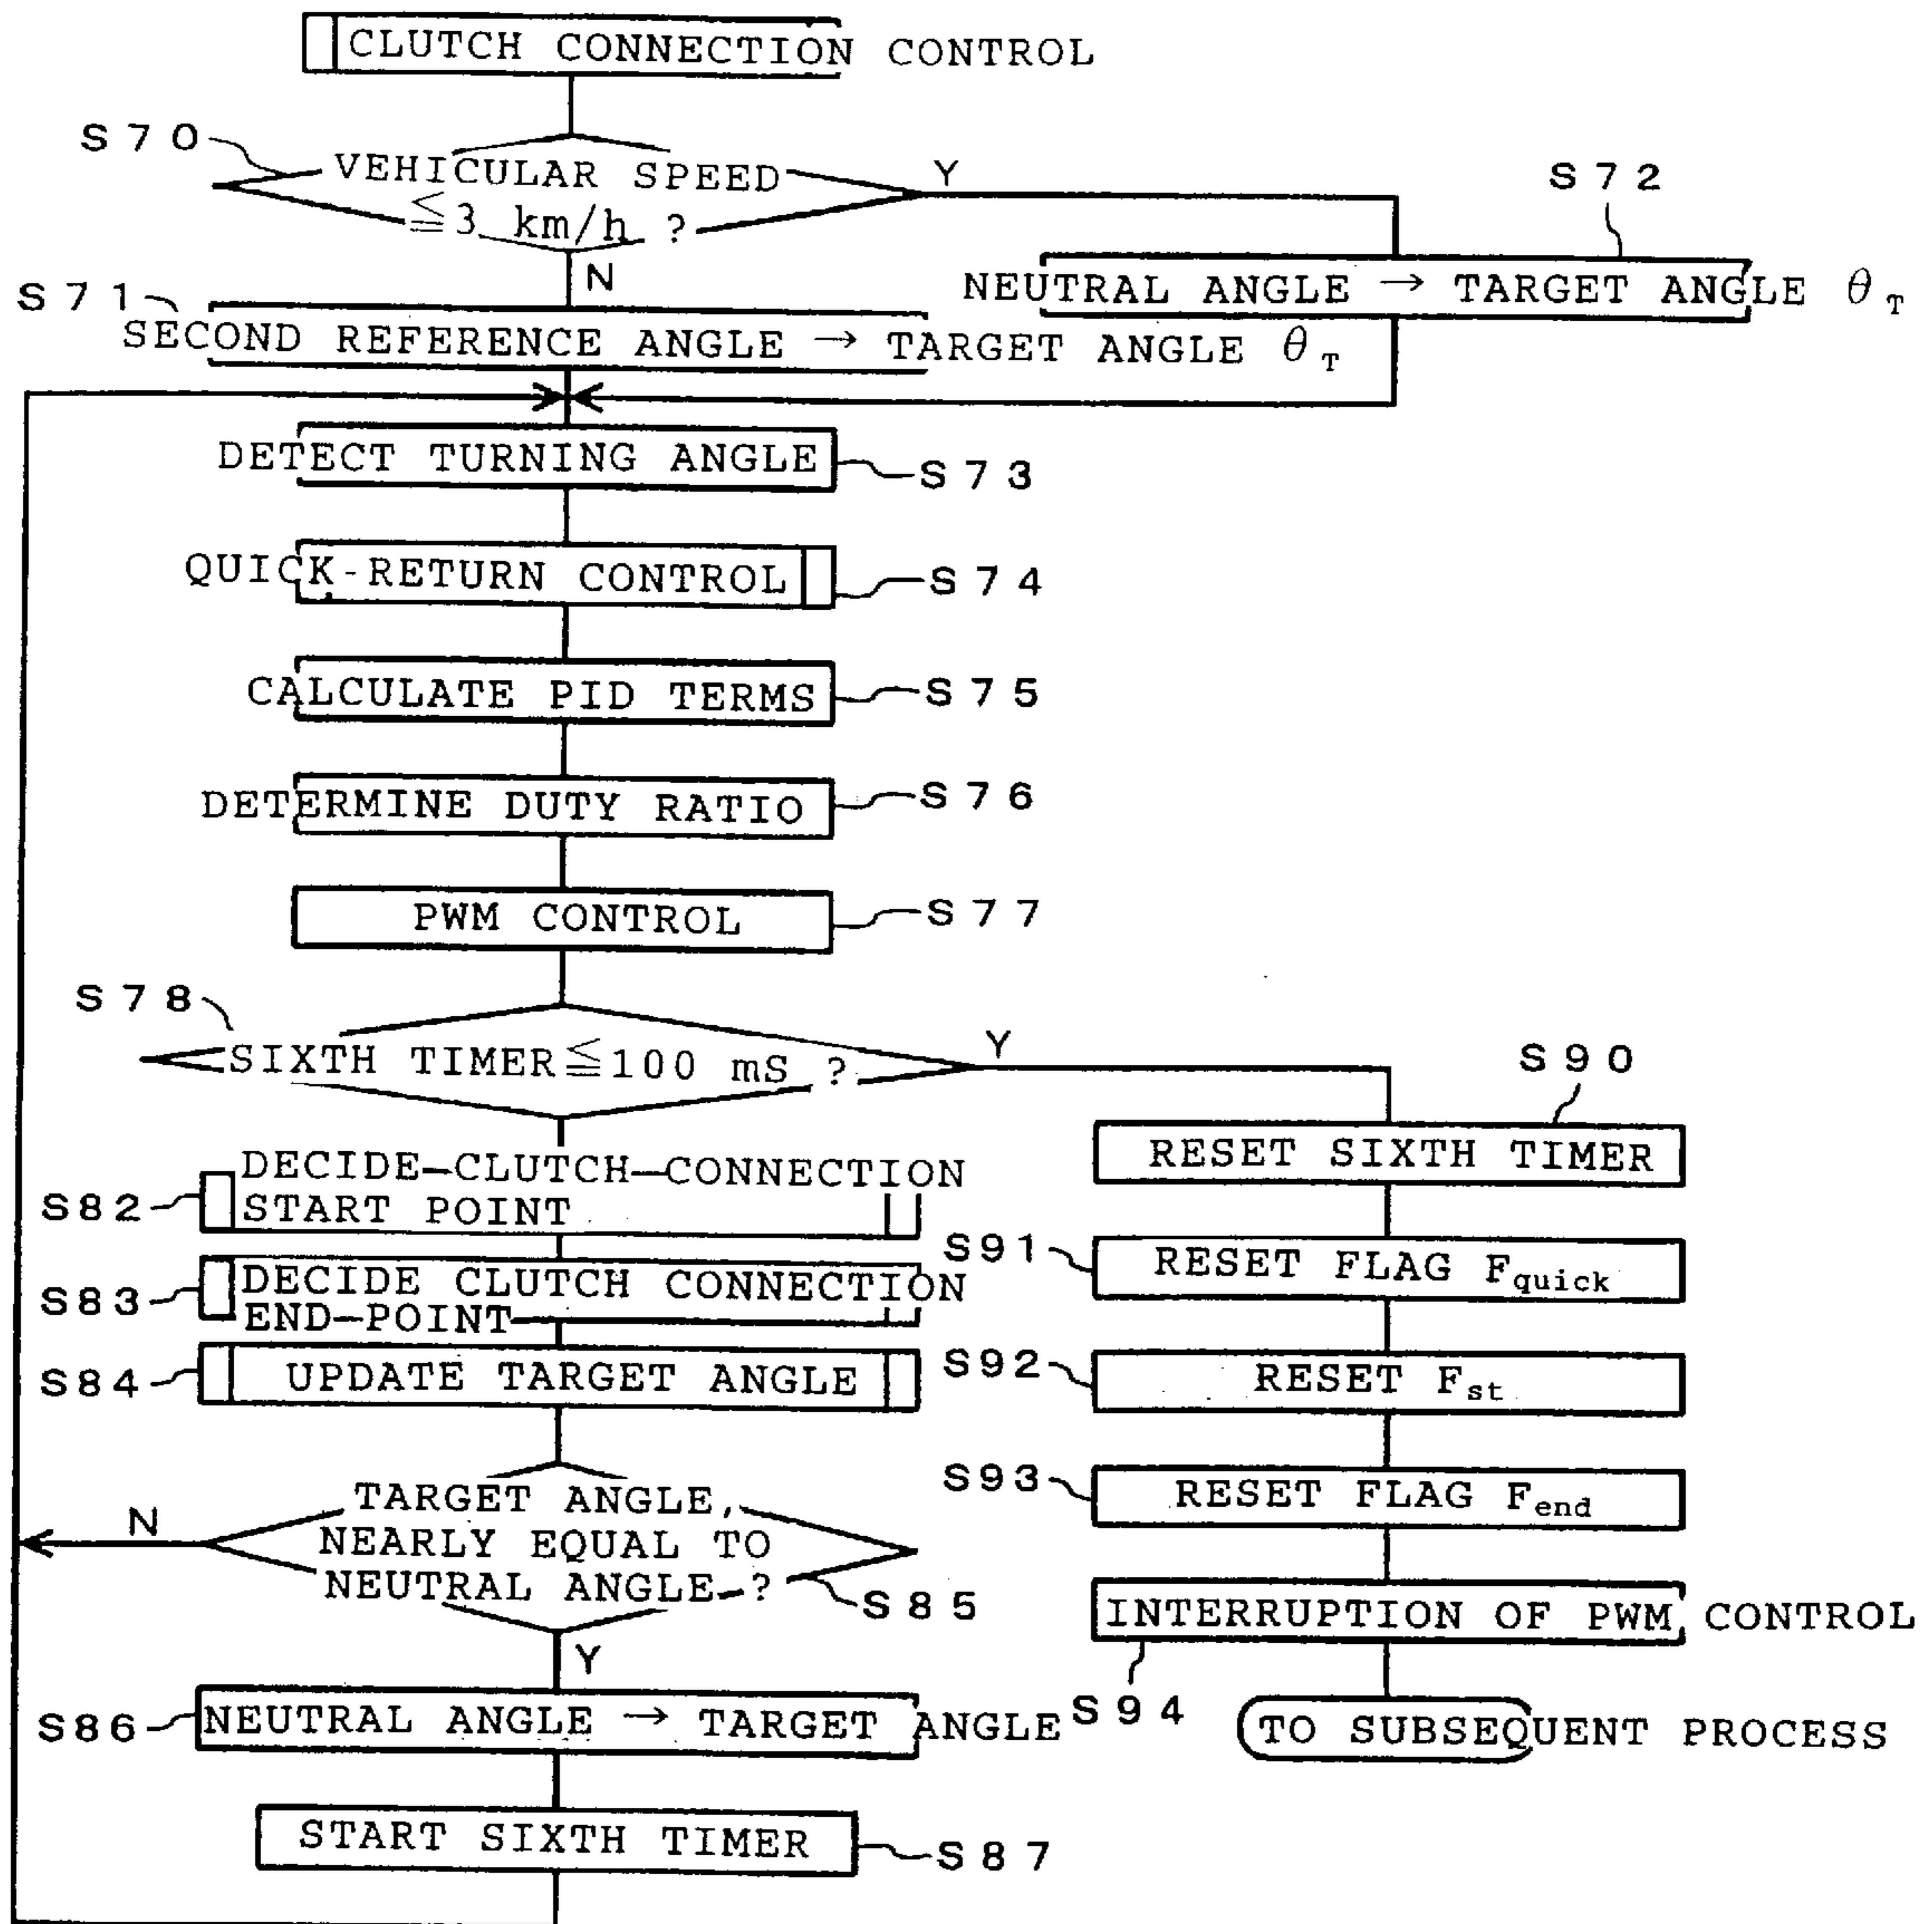 CLUTCH CONNECTION CONTROL
S70
VEHICULAR SPEED
≦3 km/h ?
Y
S72
N
NEUTRAL ANGLE → TARGET ANGLE θT
S71
SECOND REFERENCE ANGLE → TARGET ANGLE θT
DETECT TURNING ANGLE
S73
QUICK-RETURN CONTROL
S74
CALCULATE PID TERMS
S75
DETERMINE DUTY RATIO
S76
PWM CONTROL
S77
S78
SIXTH TIMER≦100 mS ?
Y
S90
RESET SIXTH TIMER
S82
DECIDE-CLUTCH-CONNECTION
START POINT
S91
RESET FLAG Fquick
S83
DECIDE CLUTCH CONNECTION
END-POINT
S92
RESET Fst
S84
UPDATE TARGET ANGLE
S93
RESET FLAG Fend
N
TARGET ANGLE,
NEARLY EQUAL TO
NEUTRAL ANGLE ?
S85
INTERRUPTION OF PWM CONTROL
S94
Y
S86
NEUTRAL ANGLE → TARGET ANGLE
TO SUBSEQUENT PROCESS
START SIXTH TIMER
S87